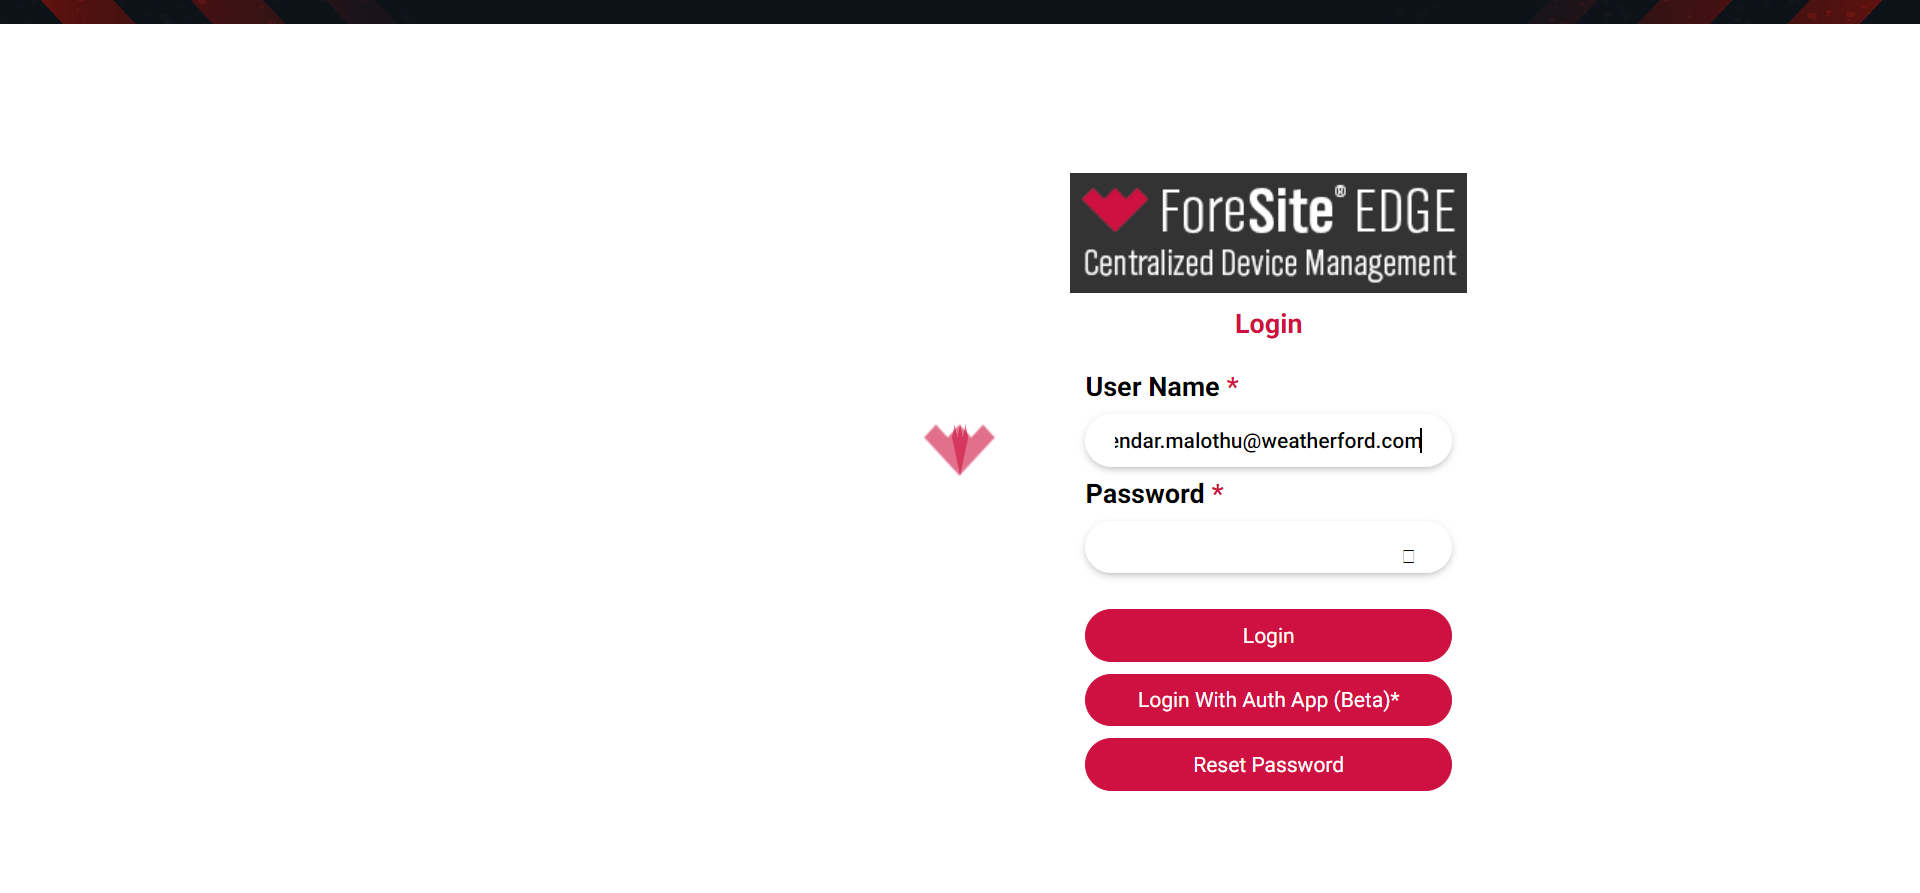 ForeSite® EDGE
Centralized Device Management
Login
User Name *
endar.malothu@weatherford.com
Password *
Login
Login With Auth App (Beta)*
Reset Password